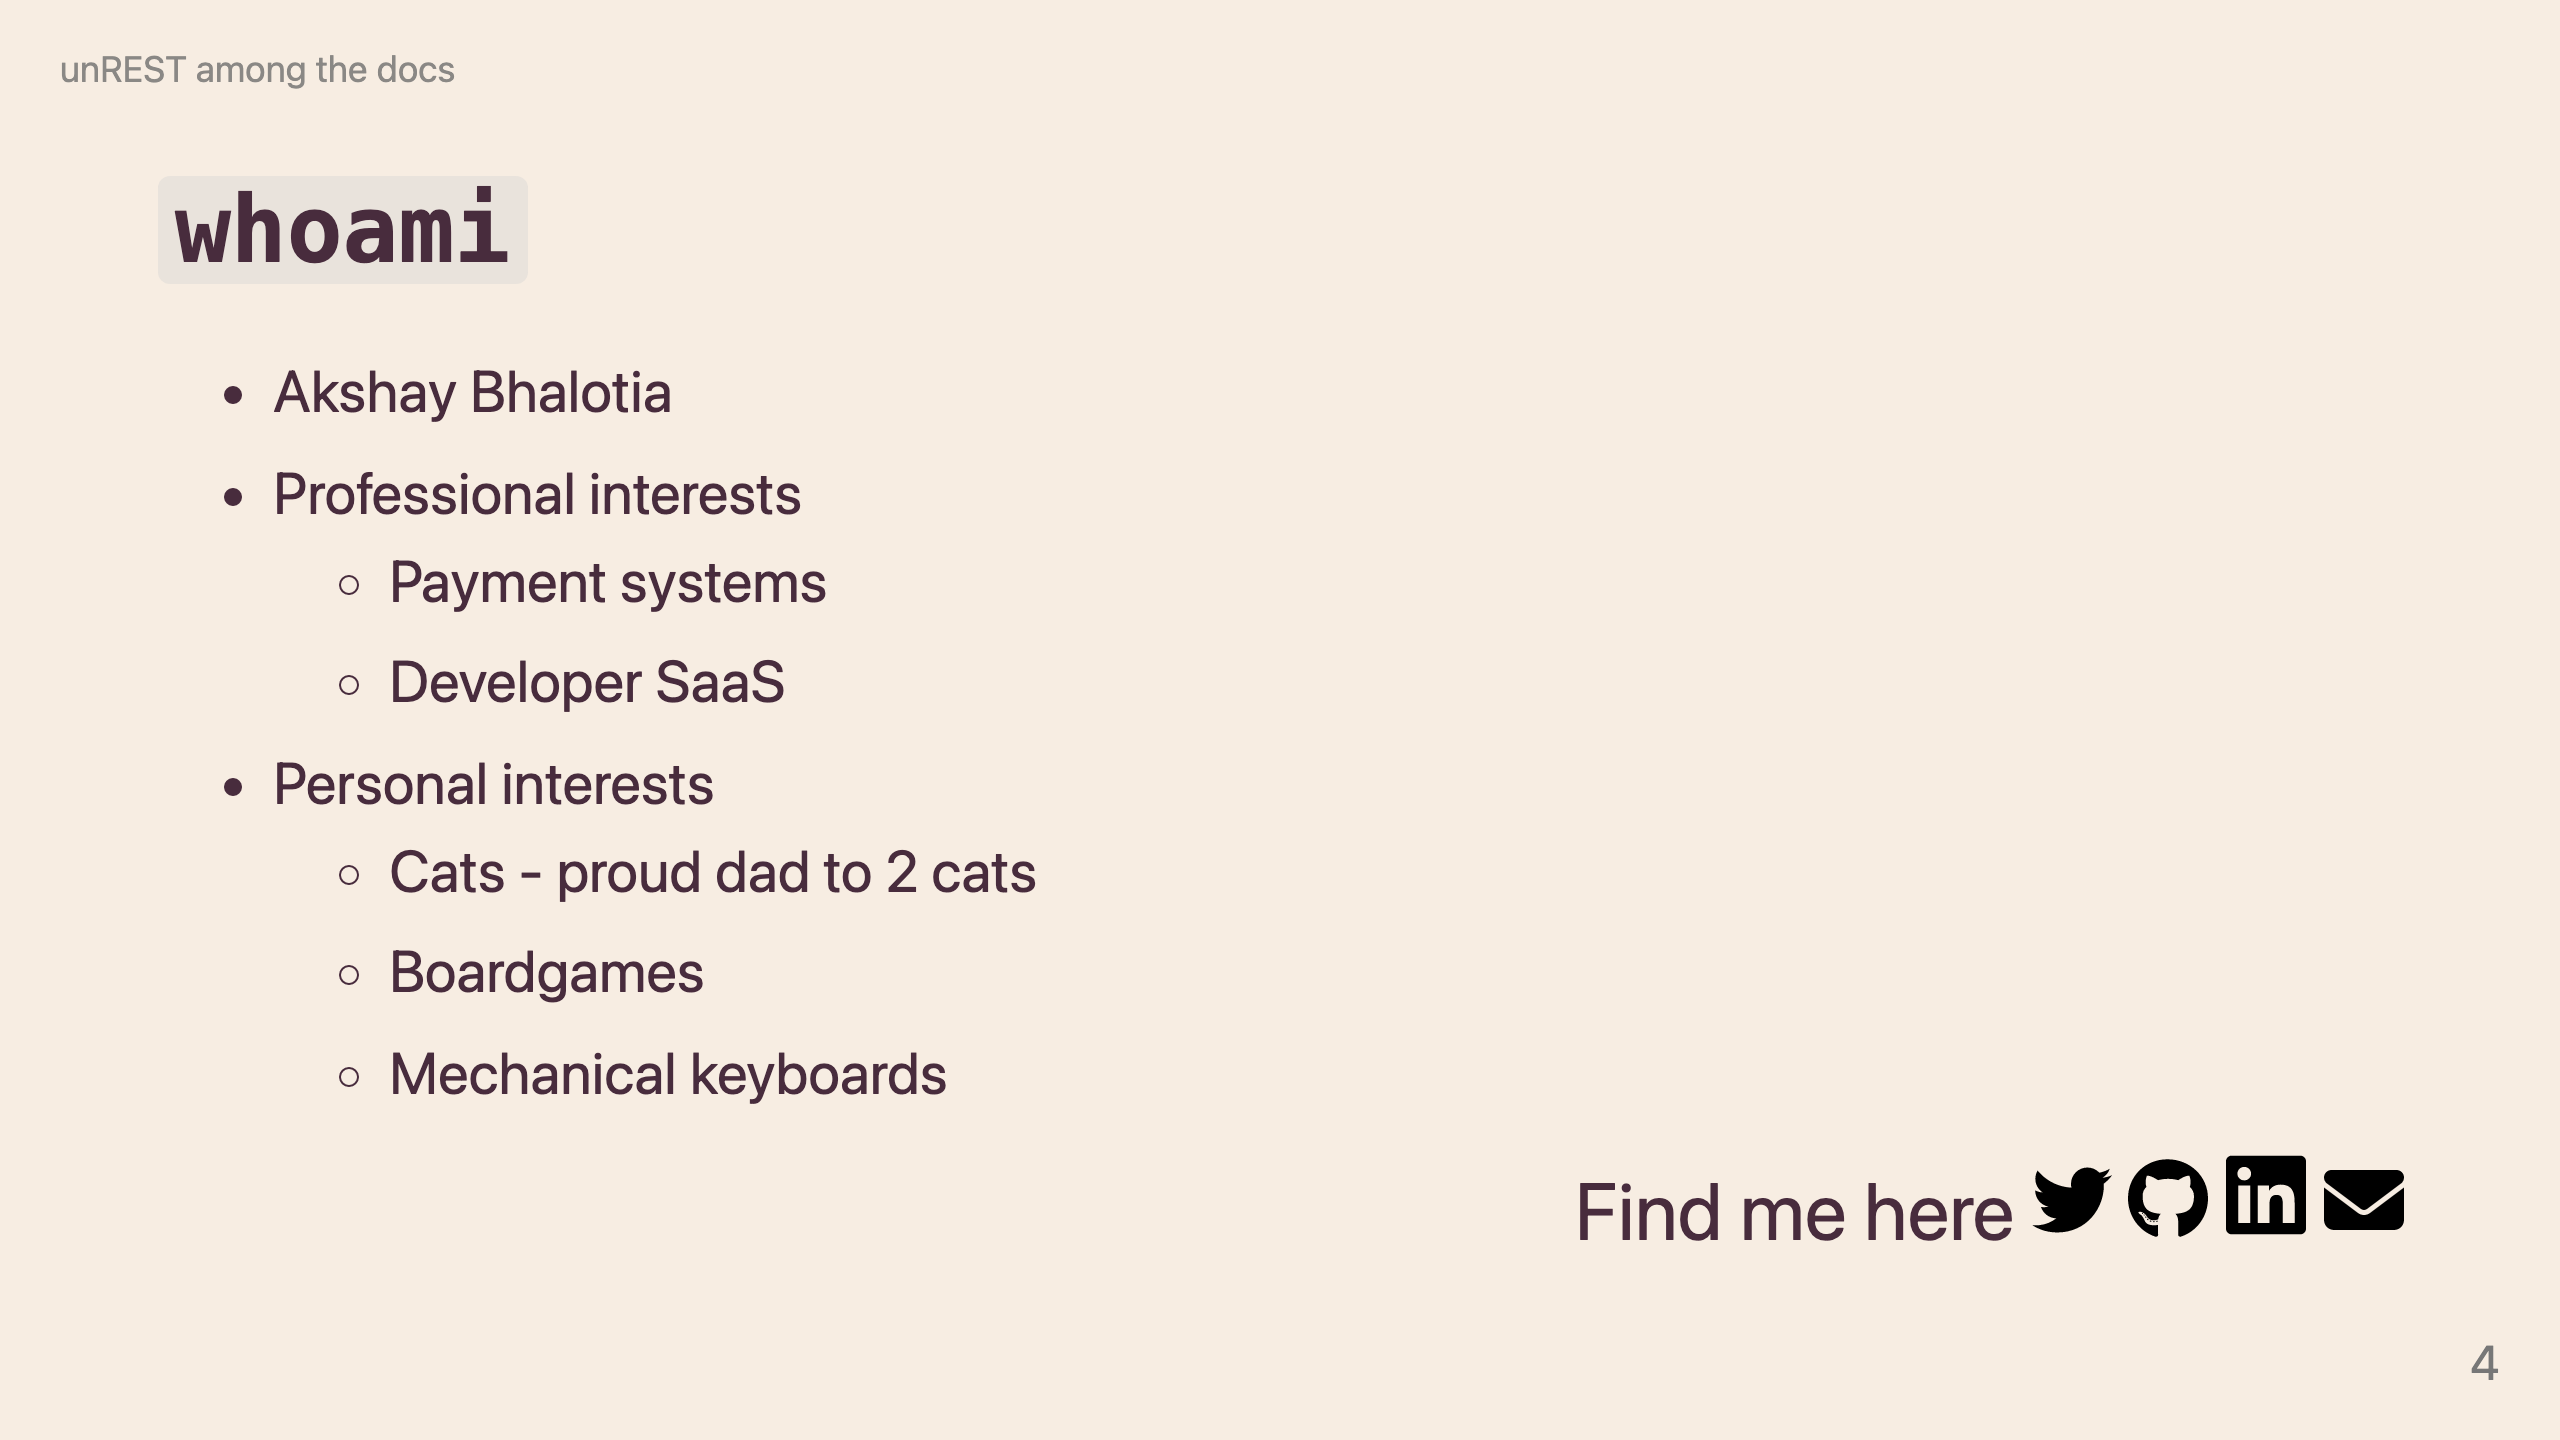 unREST among the docs
whoami
Akshay Bhalotia
Professional interests
Payment systems
Developer SaaS
Personal interests
Cats - proud dad to 2 cats
Boardgames
Mechanical keyboards
Find me here
4